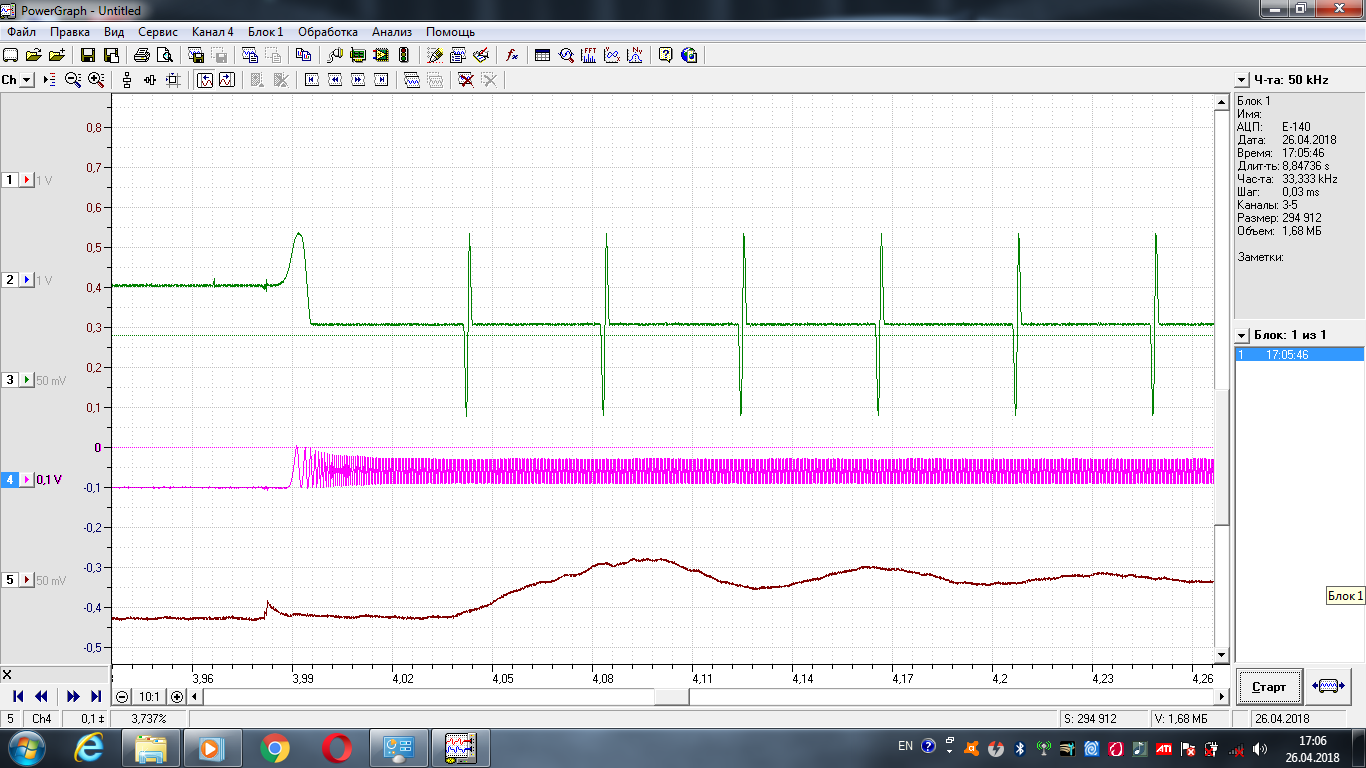 PowerGraph - Untitled
Файл Правка Вид Сервис Канал 4 Блок 1 Обработка Анализ Помощь
Ch
Ч-та: 50 kHz
Блок 1
Имя:
АЦП: E-140
Дата: 26.04.2018
Время: 17:05:46
Длит-ть: 8,84736 s
Час-та: 33,333 kHz
Шаг: 0,03 ms
Каналы: 3-5
Размер: 294 912
Объем: 1,68 МБ
Заметки:
Блок: 1 из 1
1 17:05:46
Блок 1
1 1 V
2 1 V
3 50 mV
4 0,1 V
5 50 mV
0,8
0,7
0,6
0,5
0,4
0,3
0,2
0,1
0
-0,1
-0,2
-0,3
-0,4
-0,5
3,96 3,99 4,02 4,05 4,08 4,11 4,14 4,17 4,2 4,23 4,26
X
10:1
Старт
5 Ch4 0,1 ‡ 3,737% S: 294 912 V: 1,68 МБ 26.04.2018
EN
ATI
17:06
26.04.2018